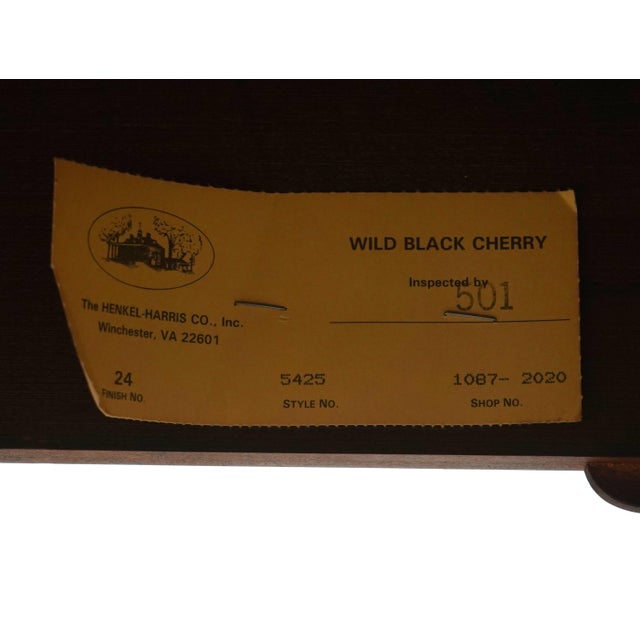 WILD BLACK CHERRY
Inspected by 501
The HENKEL-HARRIS CO., Inc.
Winchester, VA 22601
24 5425 1087- 2020
FINISH NO. STYLE NO. SHOP NO.